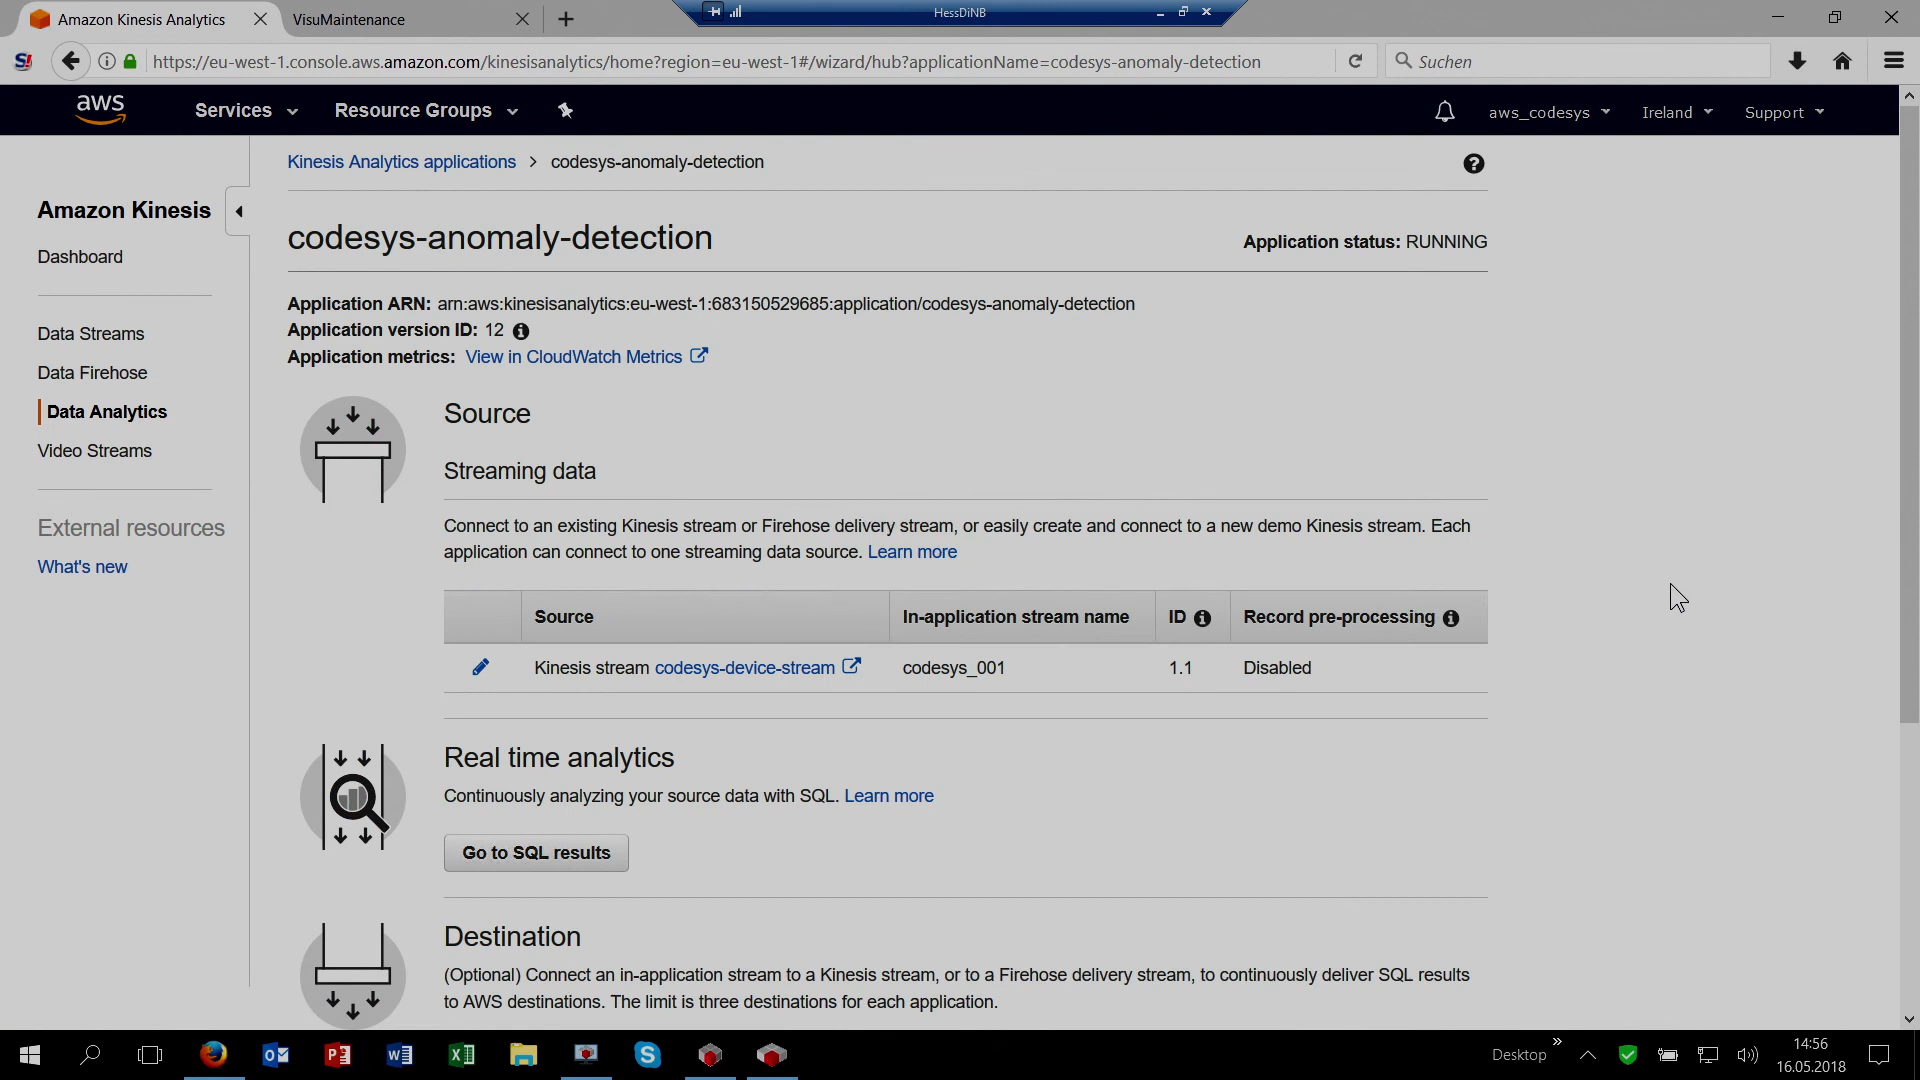 Amazon Kinesis Analytics
VisuMaintenance
HessDiNB
S!
https://eu-west-1.console.aws.amazon.com/kinesisanalytics/home?region=eu-west-1#/wizard/hub?applicationName=codesys-anomaly-detection
Suchen
aws
Services
Resource Groups
aws_codesys
Ireland
Support
Amazon Kinesis
Dashboard
Data Streams
Data Firehose
Data Analytics
Video Streams
External resources
What's new
Kinesis Analytics applications > codesys-anomaly-detection
codesys-anomaly-detection
Application status: RUNNING
Application ARN: arn:aws:kinesisanalytics:eu-west-1:683150529685:application/codesys-anomaly-detection
Application version ID: 12
Application metrics: View in CloudWatch Metrics
Source
Streaming data
Connect to an existing Kinesis stream or Firehose delivery stream, or easily create and connect to a new demo Kinesis stream. Each
application can connect to one streaming data source. Learn more
Source In-application stream name ID Record pre-processing
Kinesis stream codesys-device-stream codesys_001 1.1 Disabled
Real time analytics
Continuously analyzing your source data with SQL. Learn more
Go to SQL results
Destination
(Optional) Connect an in-application stream to a Kinesis stream, or to a Firehose delivery stream, to continuously deliver SQL results
to AWS destinations. The limit is three destinations for each application.
Desktop
14:56
16.05.2018